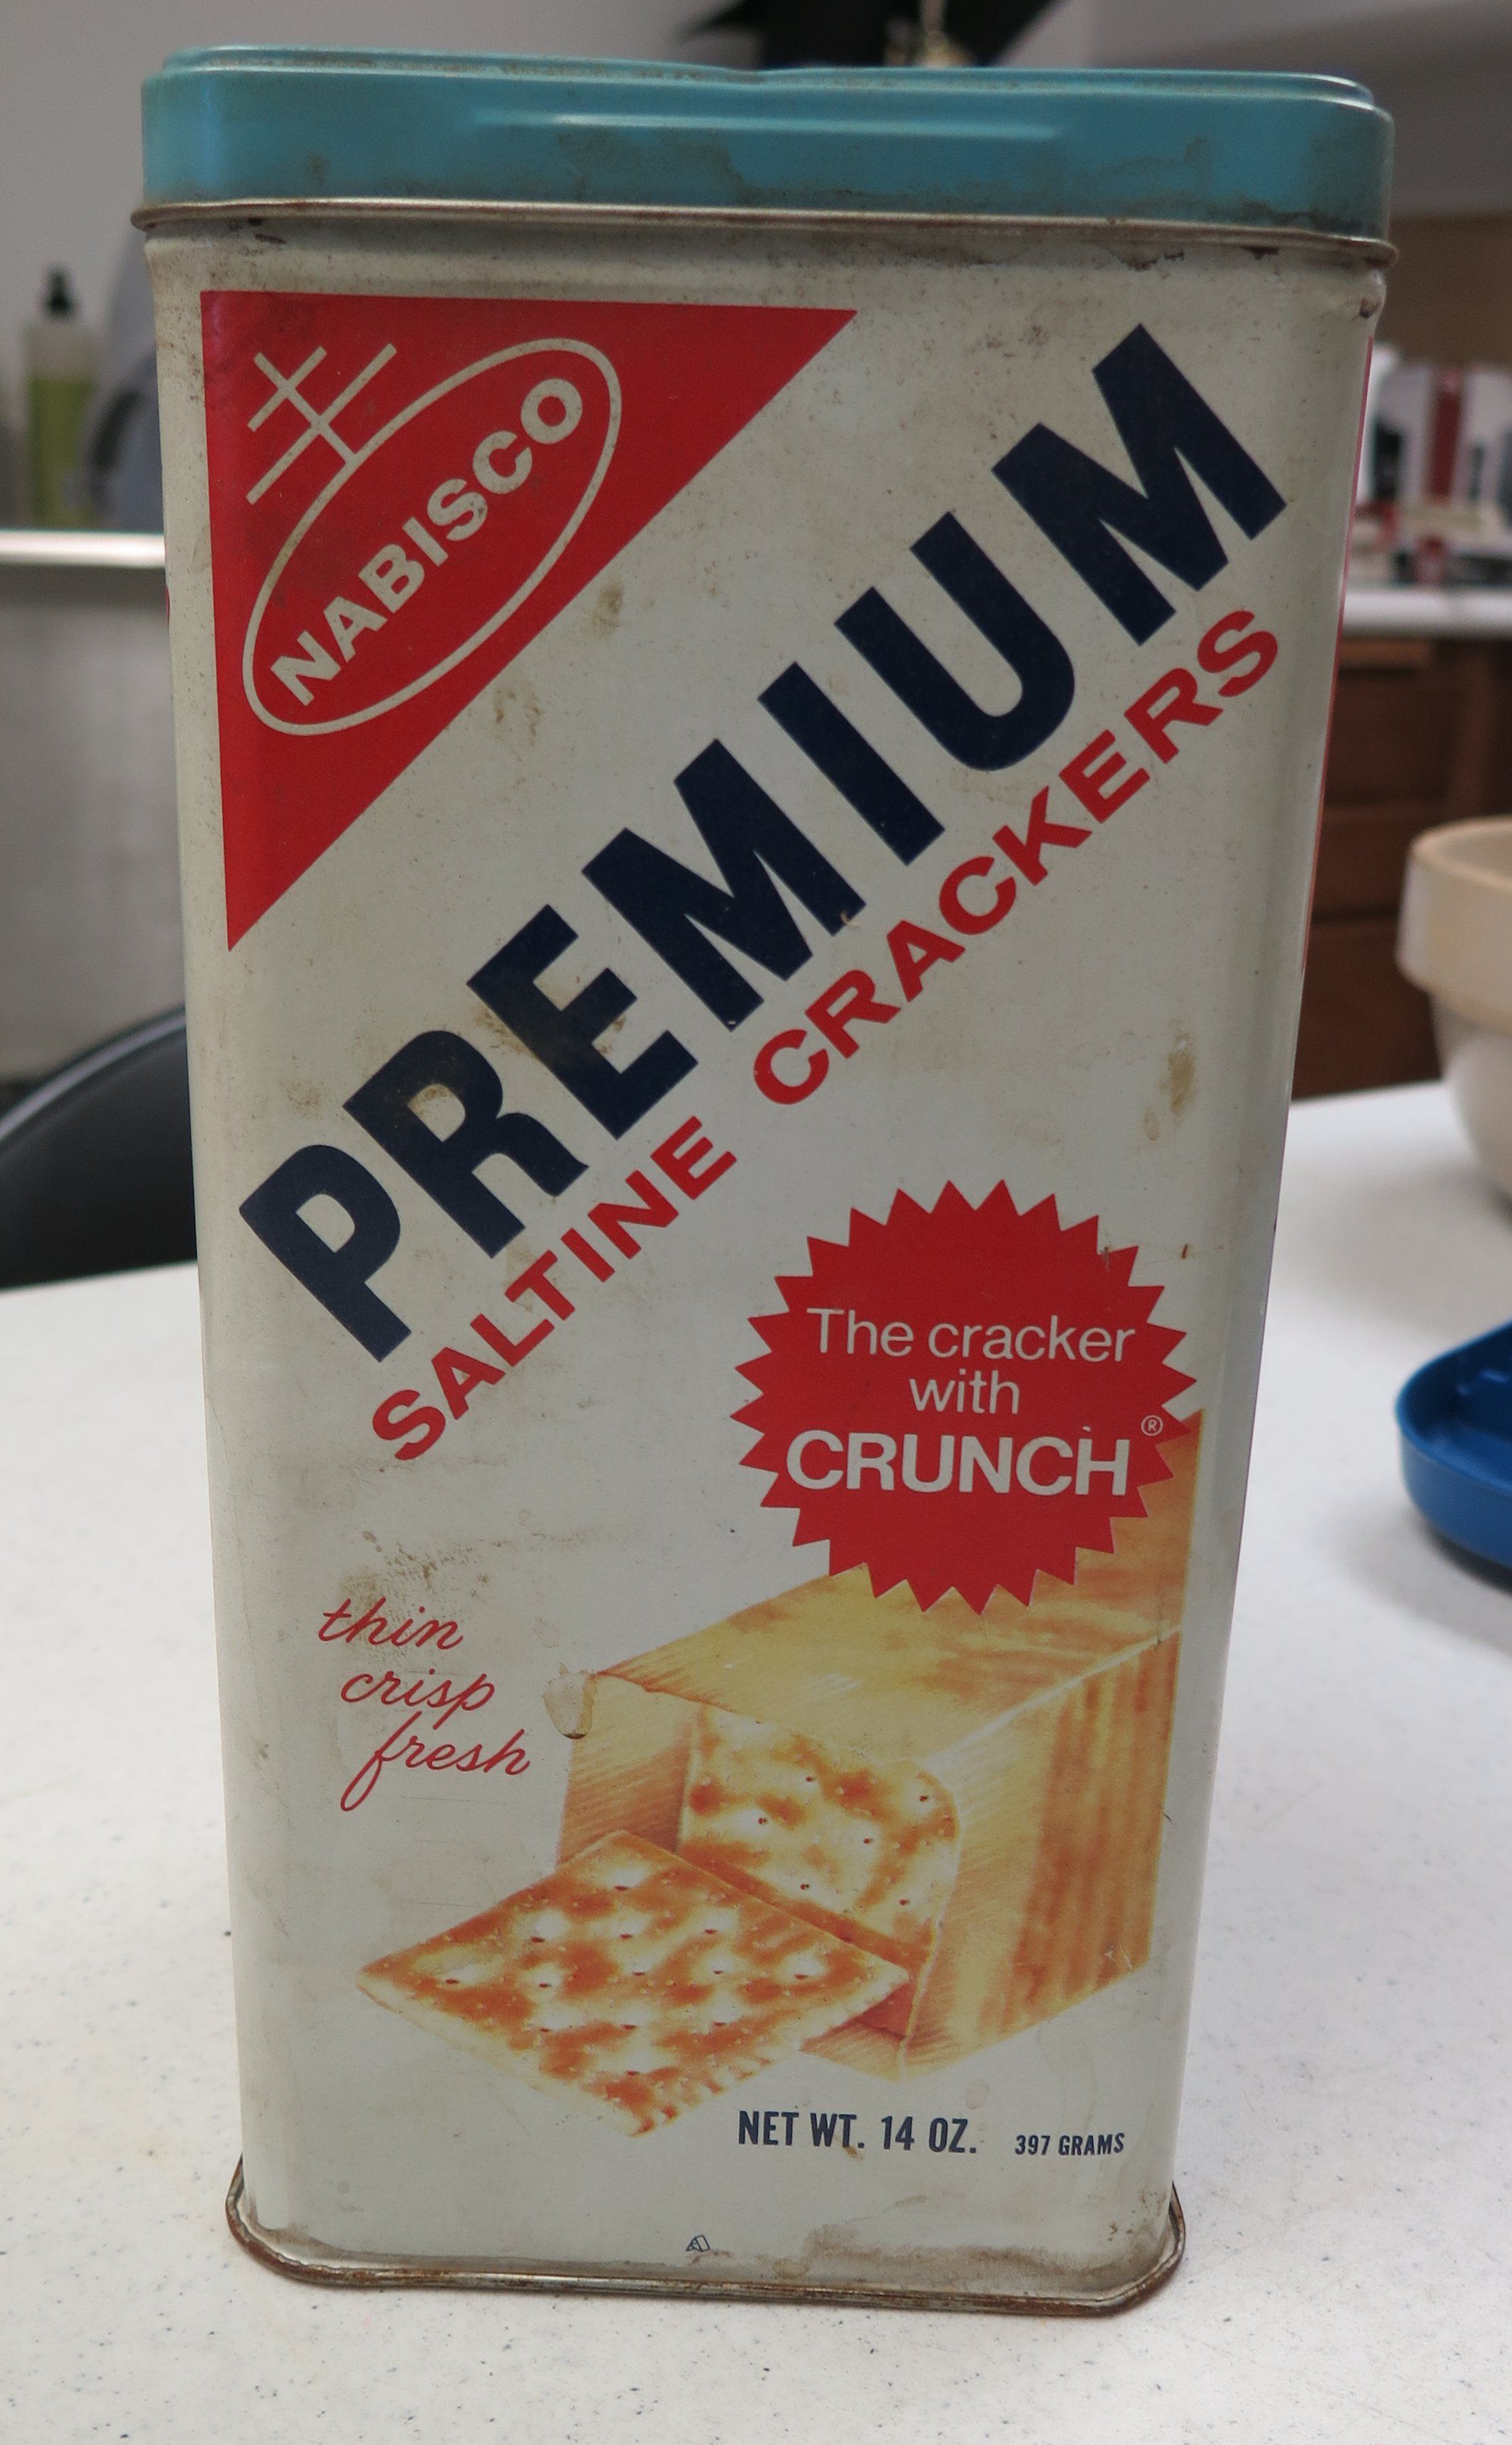 NABISCO
PREMIUM
SALTINE CRACKERS
The cracker
with
CRUNCH®
thin
crisp
fresh
NET WT. 14 OZ. 397 GRAMS